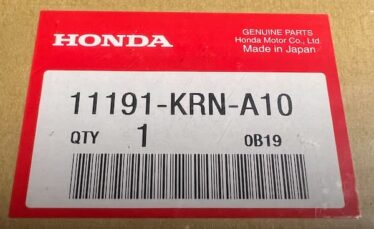 HONDA
GENUINE PARTS
Honda Motor Co., Ltd.
Made in Japan
11191-KRN-A10
QTY 1 0B19